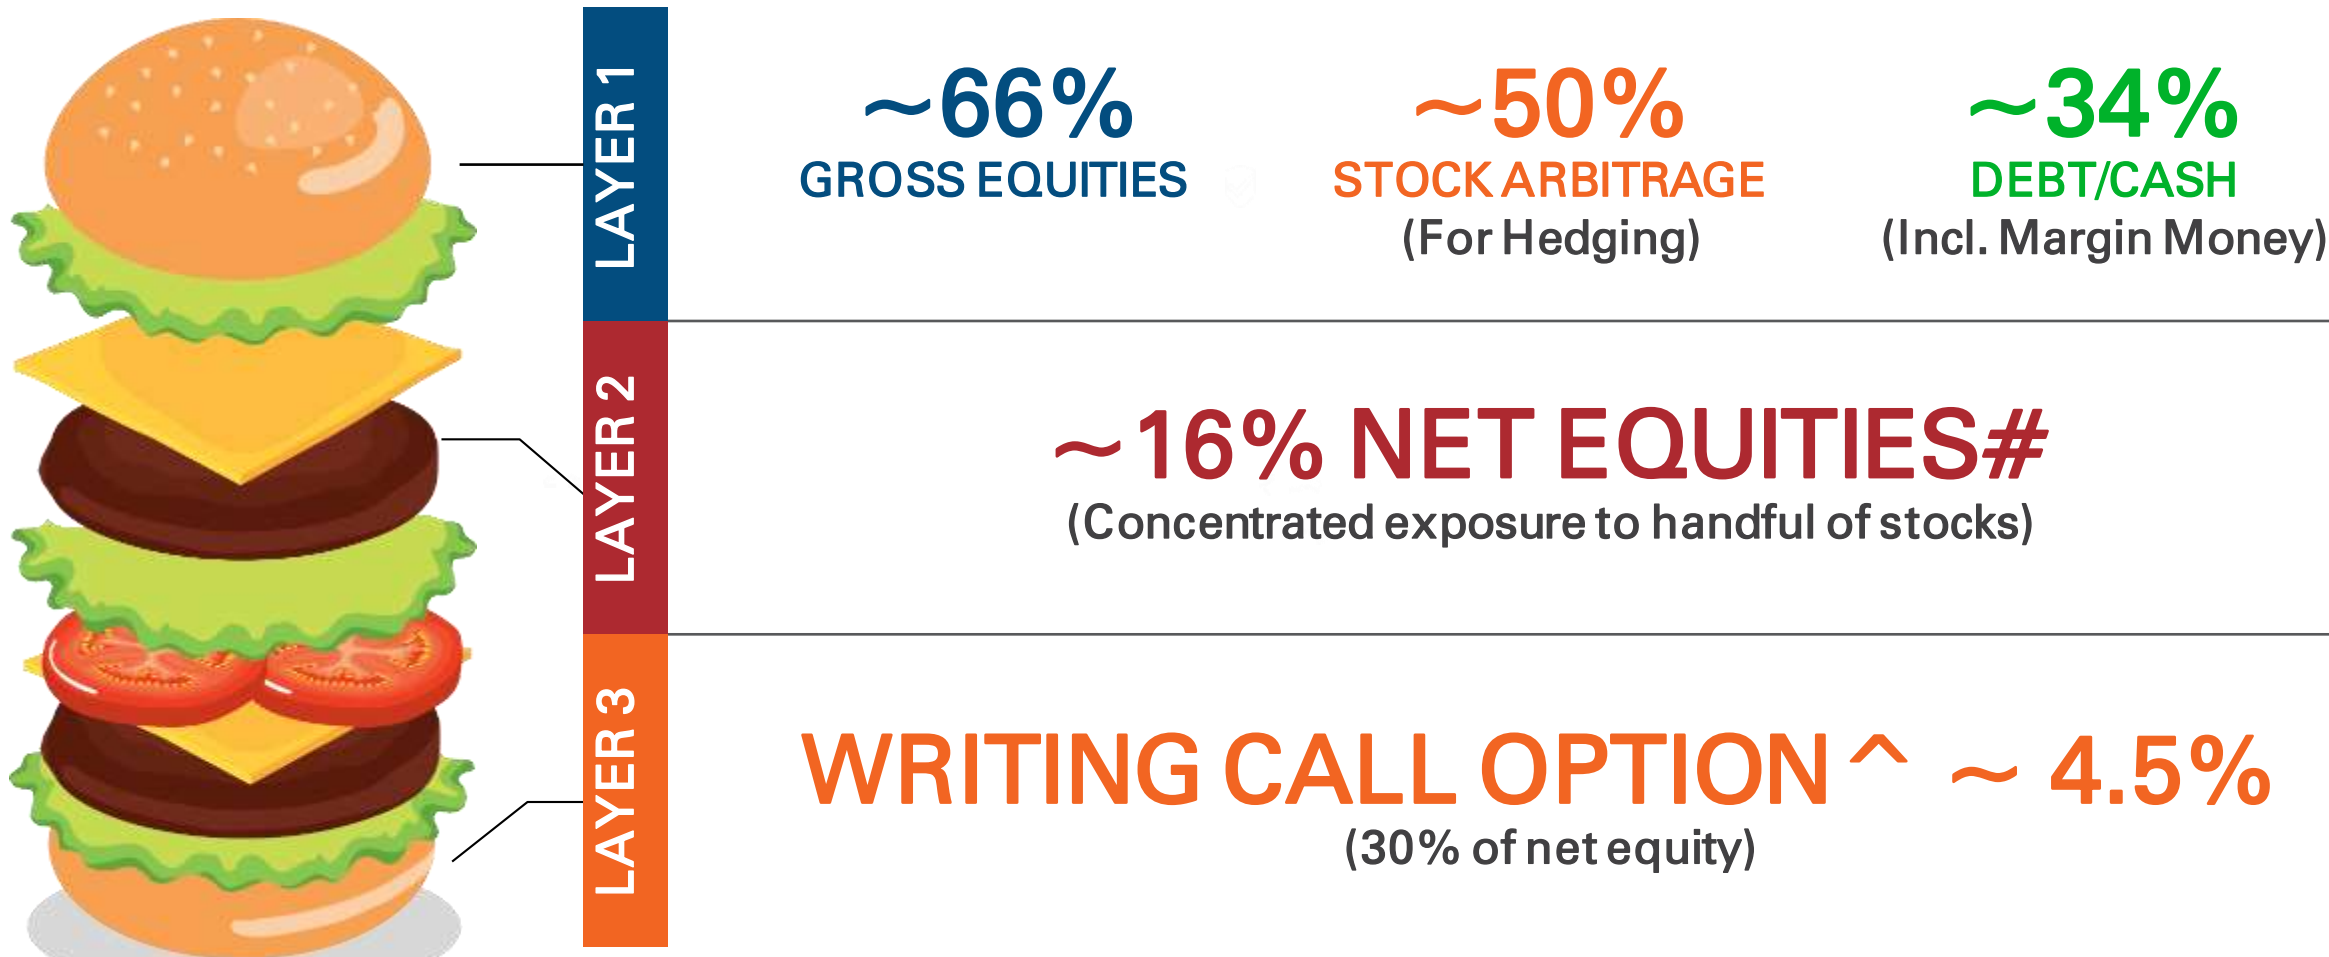 LAYER 1
~66%
GROSS EQUITIES
~50%
STOCK ARBITRAGE
(For Hedging)
~34%
DEBT/CASH
(Incl. Margin Money)
LAYER 2
~16% NET EQUITIES#
(Concentrated exposure to handful of stocks)
LAYER 3
WRITING CALL OPTION^ ~ 4.5%
(30% of net equity)